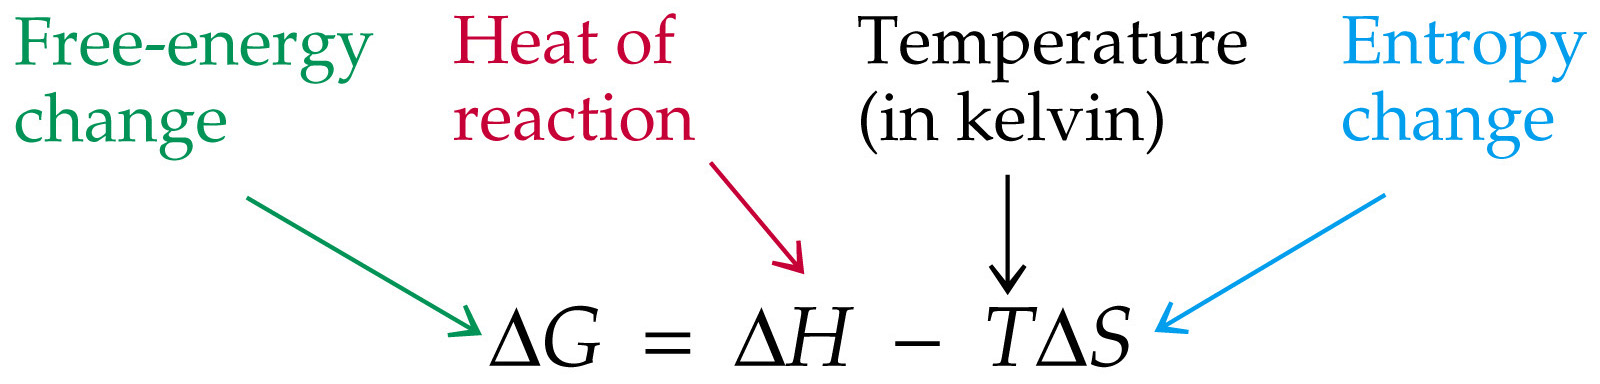 Free-energy change
Heat of reaction
Temperature (in kelvin)
Entropy change
ΔG = ΔH − TΔS